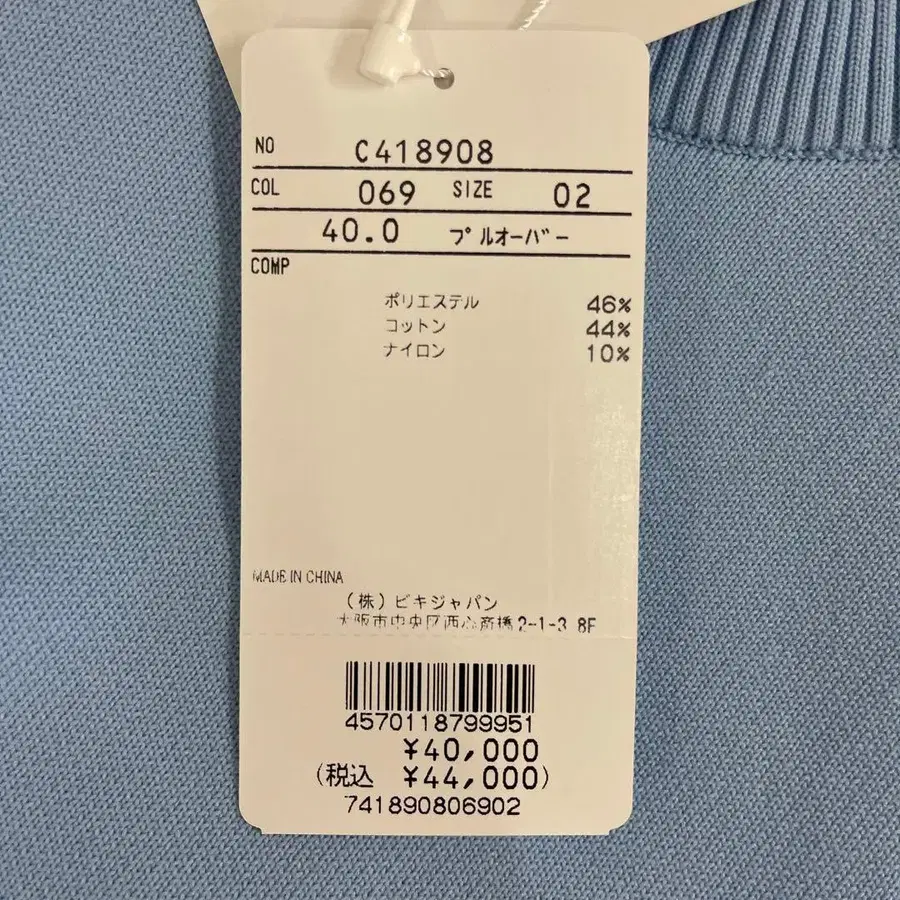 NO C418908
COL 069 SIZE 02
40.0 プルオーバー
COMP
ポリエステル 46%
コットン 44%
ナイロン 10%
MADE IN CHINA
(株)ビキジャパン
大阪市中央区西心斎橋2-1-3 8F
4570118799951
¥40,000
(税込 ¥44,000)
741890806902